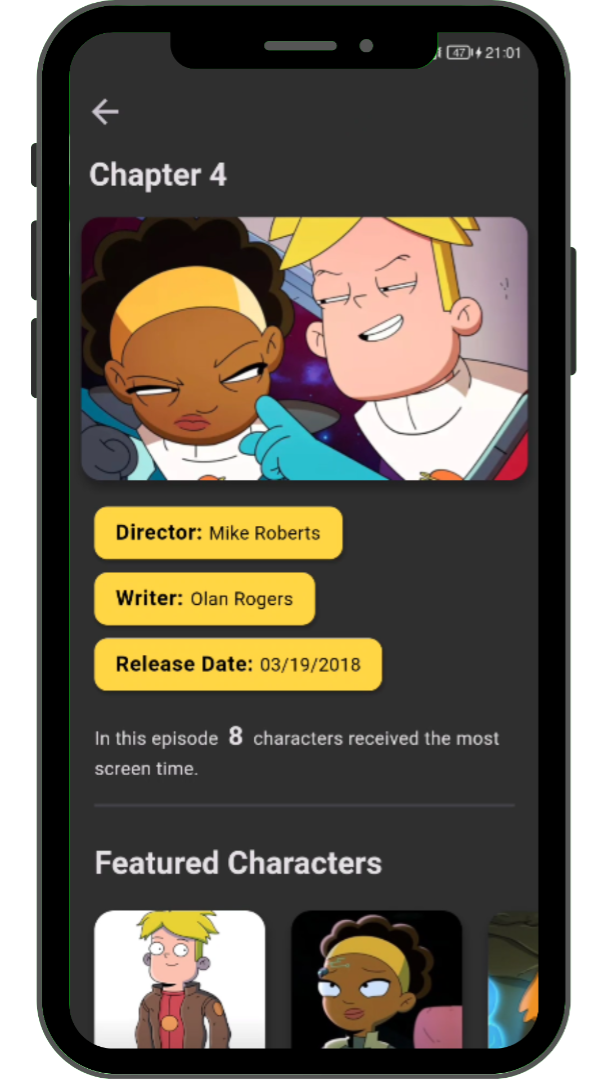 47 21:01
Chapter 4
Director: Mike Roberts
Writer: Olan Rogers
Release Date: 03/19/2018
In this episode 8 characters received the most
screen time.
Featured Characters